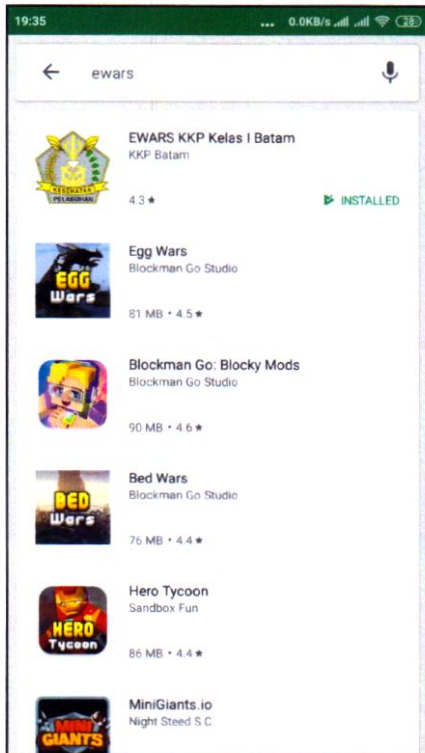 19:35
... 0.0KB/s 28
ewars
EWARS KKP Kelas I Batam
KKP Batam
4.3 ★
INSTALLED
KESEHATAN
PELABUHAN
Egg Wars
Blockman Go Studio
81 MB • 4.5 ★
EGG
Wars
Blockman Go: Blocky Mods
Blockman Go Studio
90 MB • 4.6 ★
Bed Wars
Blockman Go Studio
76 MB • 4.4 ★
BED
Wars
Hero Tycoon
Sandbox Fun
86 MB • 4.4 ★
HERO
Tycoon
MiniGiants.io
Night Steed S.C.
MINI
GIANTS